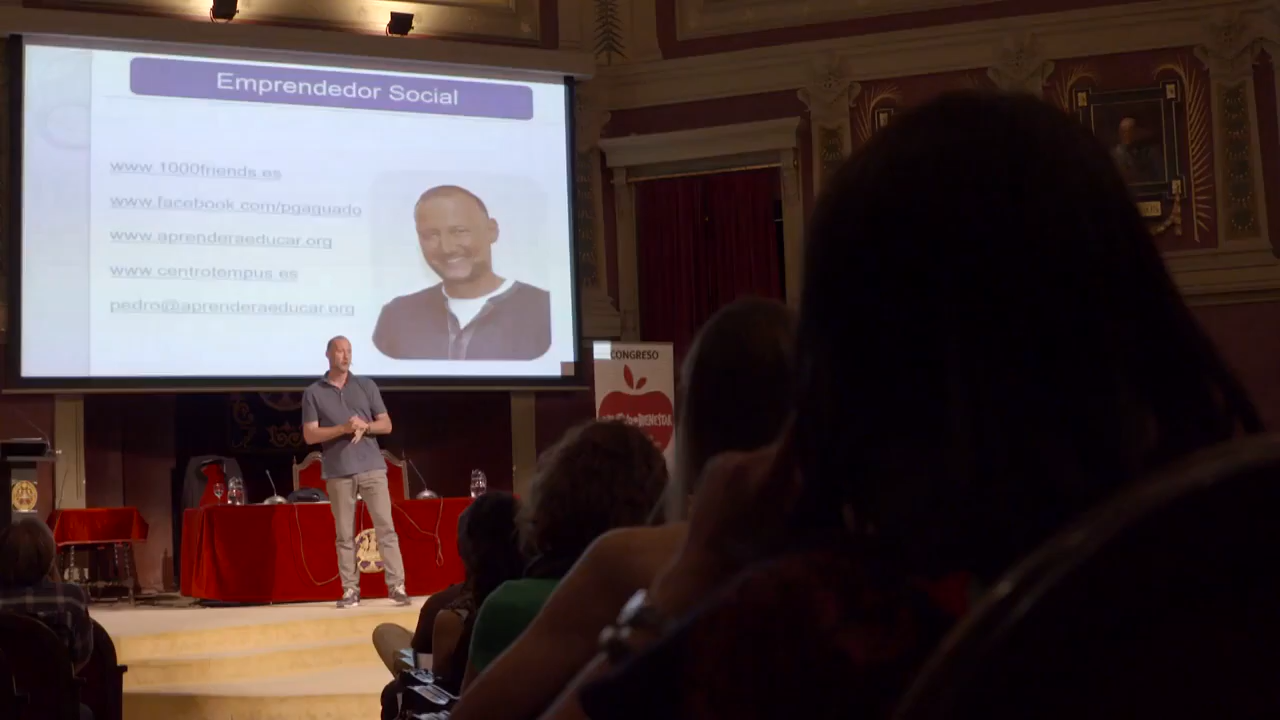 Emprendedor Social
www.1000friends.es
www.facebook.com/pgaguado
www.aprenderaeducar.org
www.centrotempus.es
pedro@aprenderaeducar.org
CONGRESO
BIENESTAR